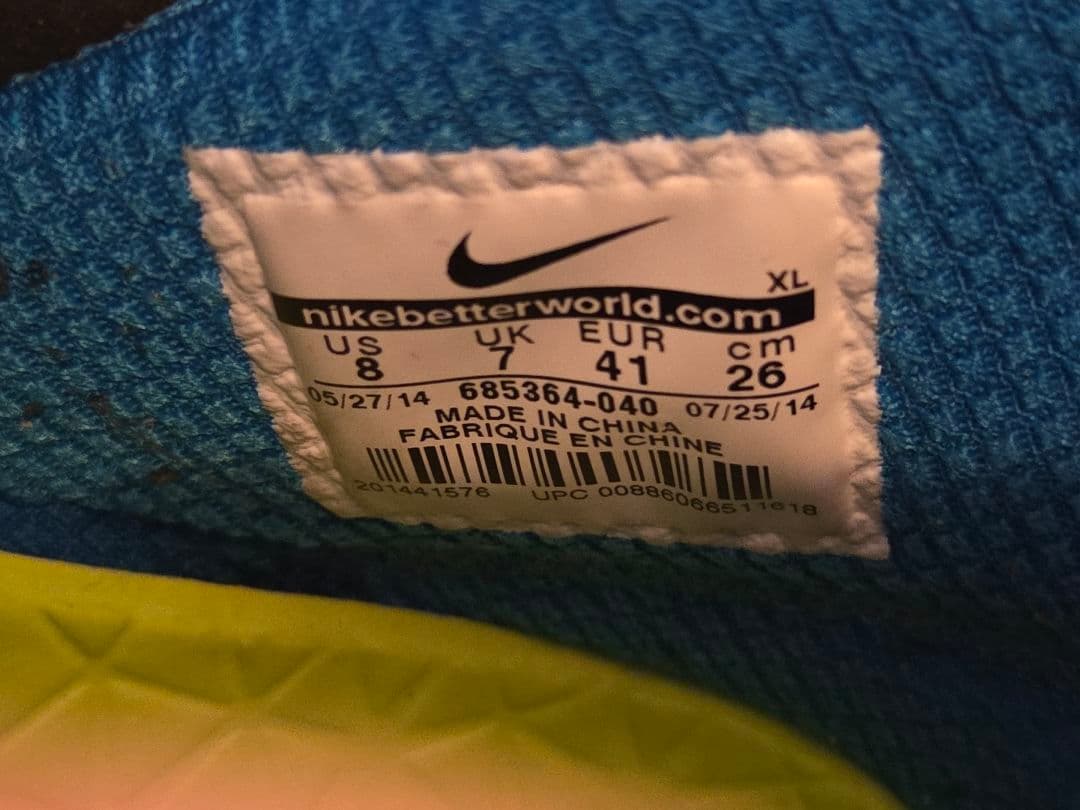 XL
nikebetterworld.com
US UK EUR cm
8 7 41 26
05/27/14 685364-040 07/25/14
MADE IN CHINA
FABRIQUE EN CHINE
201441576 UPC 00886066511618